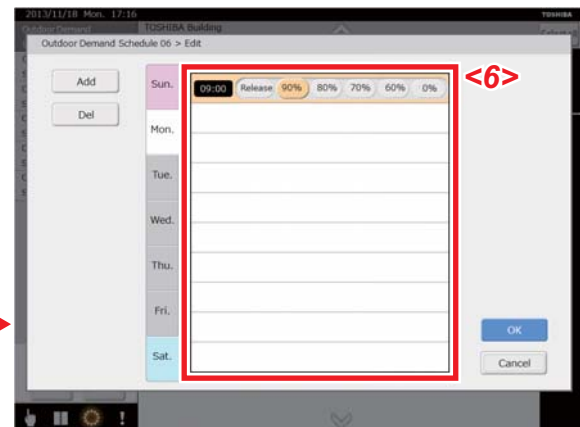 2013/11/18 Mon. 17:16
TOSHIBA
Outdoor Demand
TOSHIBA Building
Outdoor Demand Schedule 06 > Edit
<6>
Add
Sun.
09:00 Release 90% 80% 70% 60% 0%
Del
Mon.
Tue.
Wed.
Thu.
Fri.
OK
Sat.
Cancel